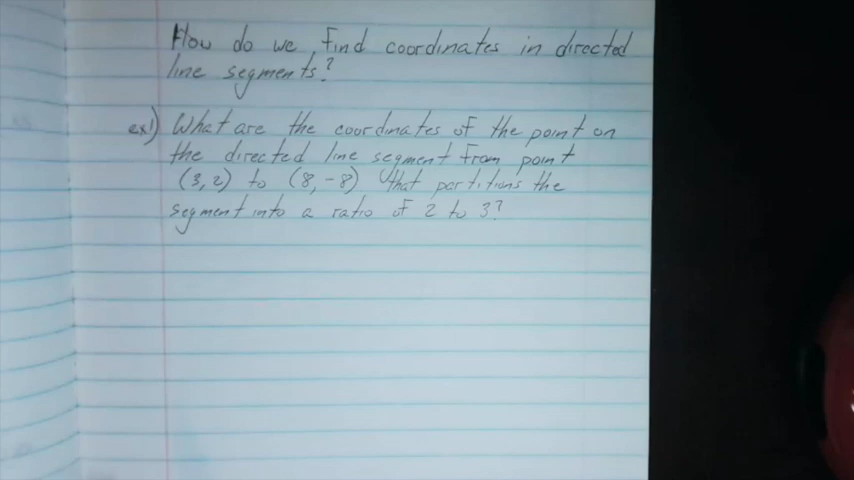 How do we find coordinates in directed
line segments?
ex1) What are the coordinates of the point on
the directed line segment from point
(3, 2) to (8, -8) that partitions the
segment into a ratio of 2 to 3?